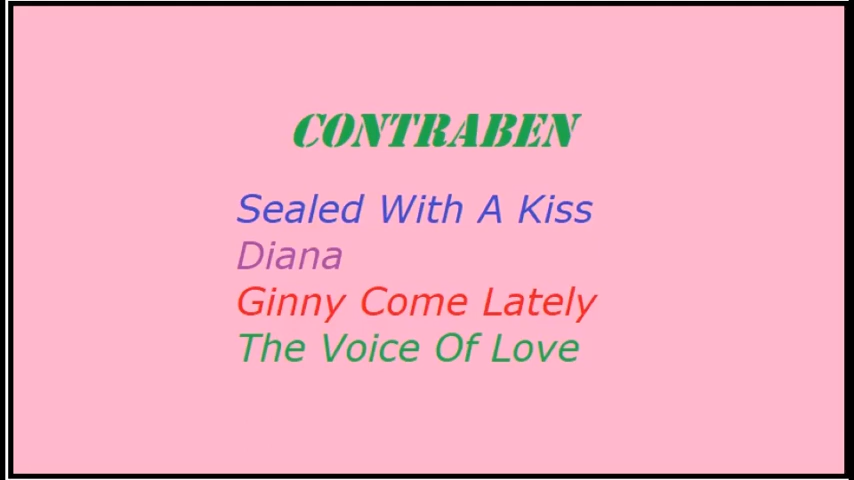 CONTRABEN
Sealed With A Kiss
Diana
Ginny Come Lately
The Voice Of Love